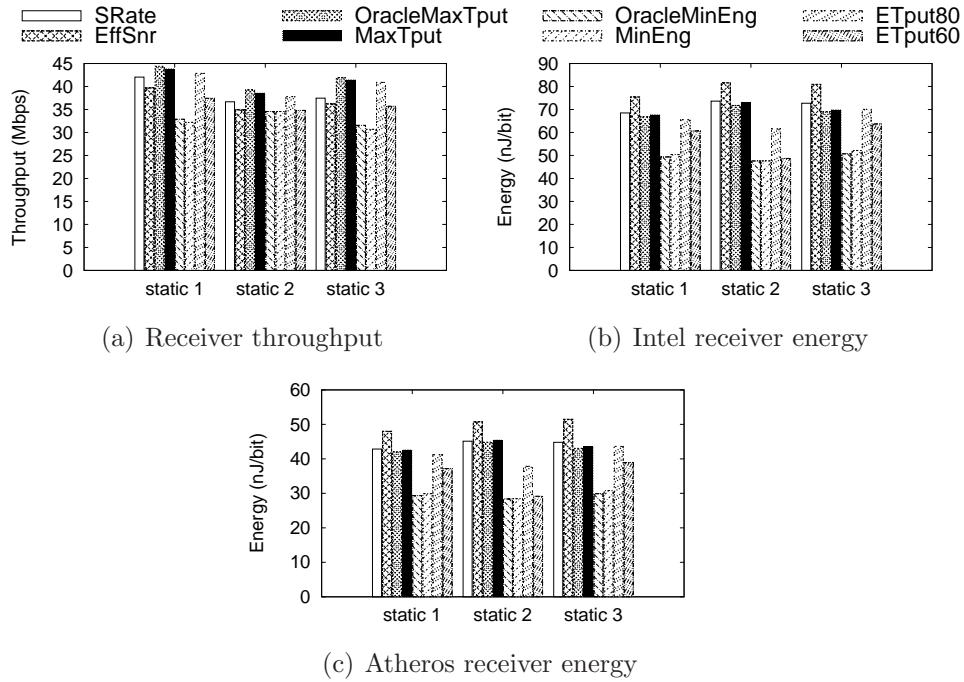 SRate OracleMaxTput OracleMinEng ETput80
EffSnr MaxTput MinEng ETput60
Throughput (Mbps)
45
40
35
30
25
20
15
10
5
0
static 1 static 2 static 3
(a) Receiver throughput
Energy (nJ/bit)
90
80
70
60
50
40
30
20
10
0
static 1 static 2 static 3
(b) Intel receiver energy
Energy (nJ/bit)
60
50
40
30
20
10
0
static 1 static 2 static 3
(c) Atheros receiver energy